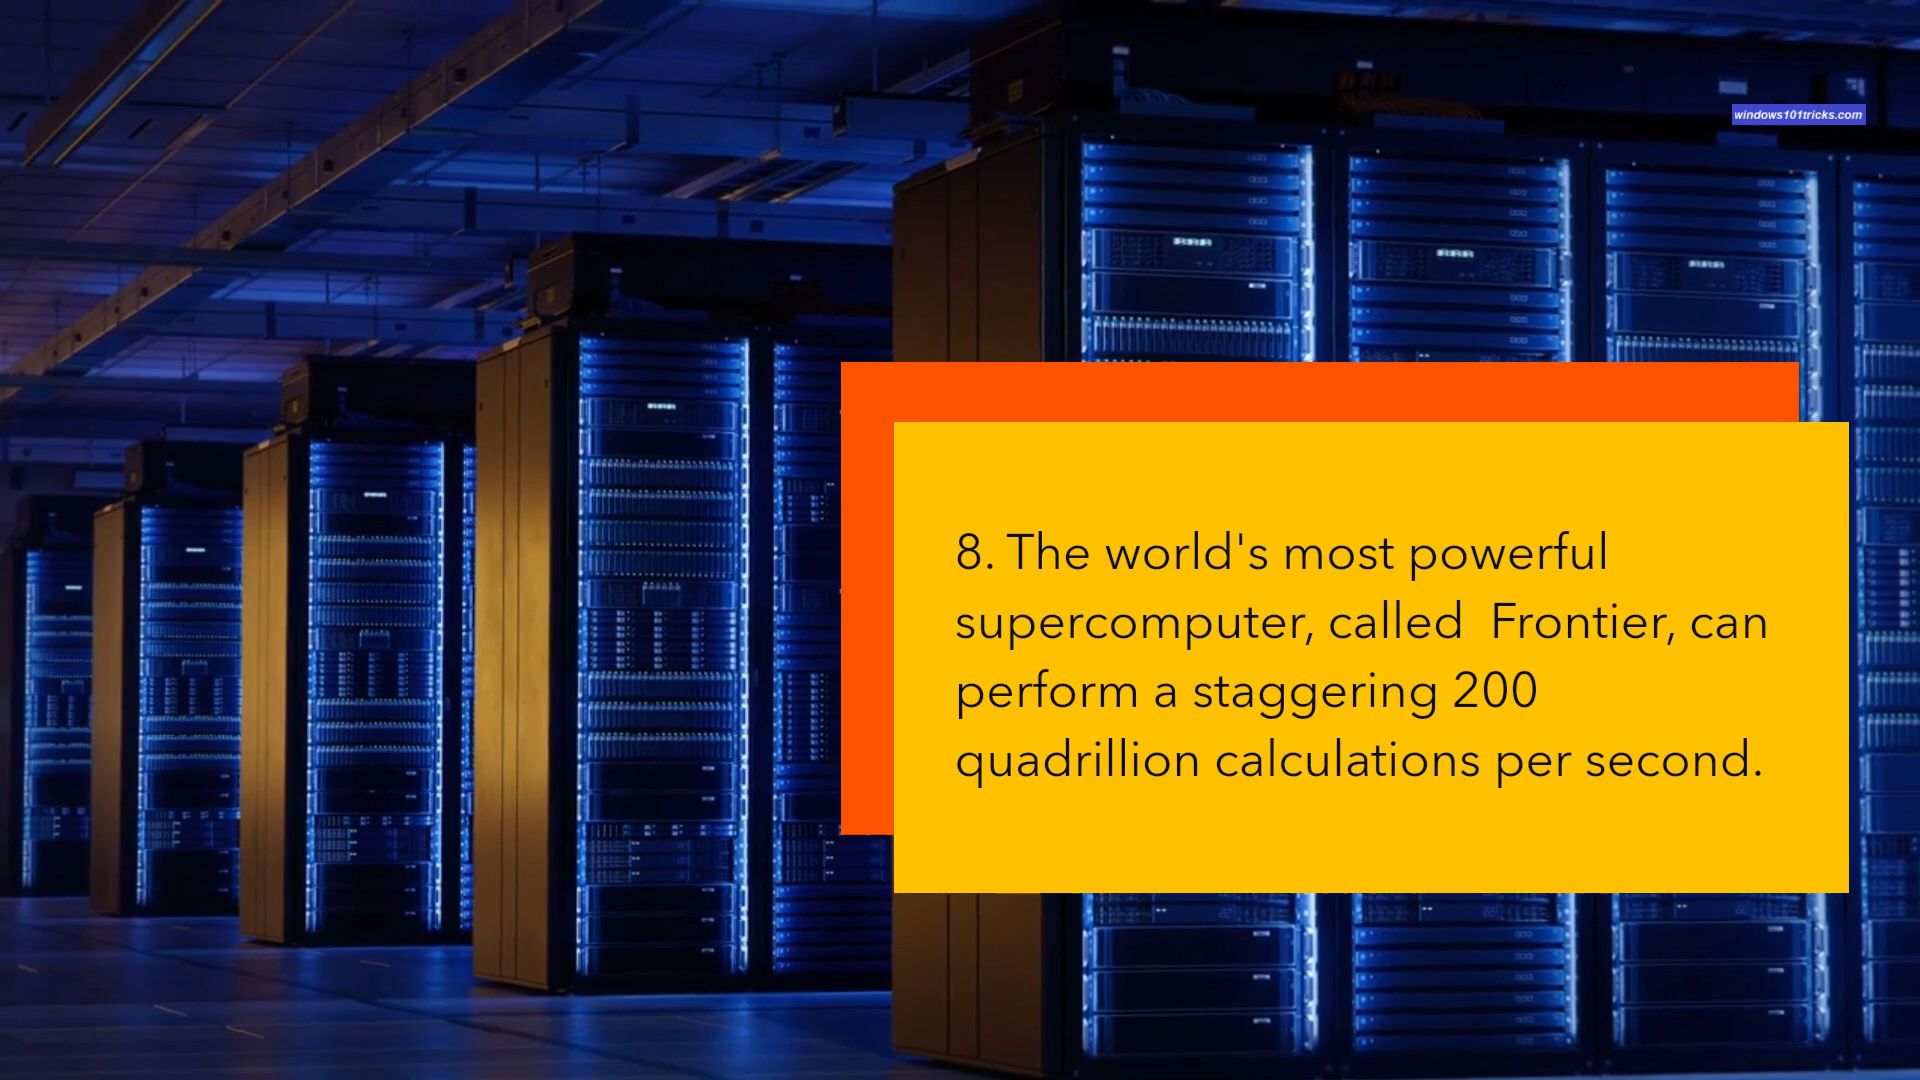 windows101tricks.com
8. The world's most powerful
supercomputer, called  Frontier, can
perform a staggering 200
quadrillion calculations per second.